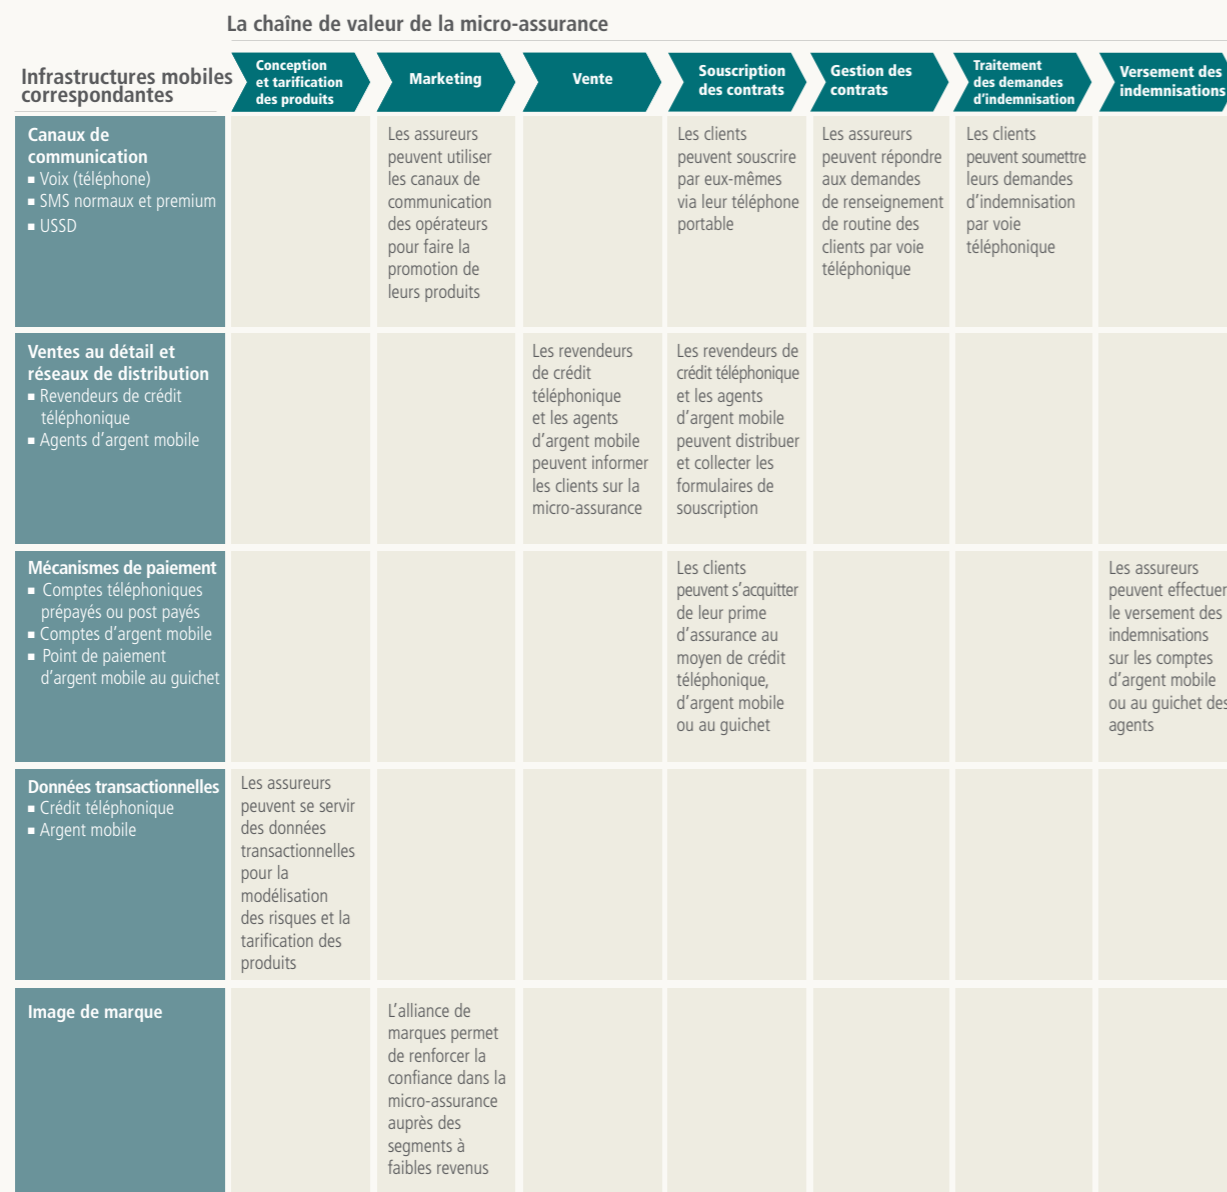 La chaîne de valeur de la micro-assurance
Infrastructures mobiles
correspondantes
Conception
et tarification
des produits
Marketing
Vente
Souscription
des contrats
Gestion des
contrats
Traitement
des demandes
d'indemnisation
Versement des
indemnisations
Canaux de
communication
▪ Voix (téléphone)
▪ SMS normaux et premium
▪ USSD
Les assureurs
peuvent utiliser
les canaux de
communication
des opérateurs
pour faire la
promotion de
leurs produits
Les clients
peuvent souscrire
par eux-mêmes
via leur téléphone
portable
Les assureurs
peuvent répondre
aux demandes
de renseignement
de routine des
clients par voie
téléphonique
Les clients
peuvent soumettre
leurs demandes
d'indemnisation
par voie
téléphonique
Ventes au détail et
réseaux de distribution
▪ Revendeurs de crédit
téléphonique
▪ Agents d'argent mobile
Les revendeurs
de crédit
téléphonique
et les agents
d'argent mobile
peuvent informer
les clients sur la
micro-assurance
Les revendeurs de
crédit téléphonique
et les agents
d'argent mobile
peuvent distribuer
et collecter les
formulaires de
souscription
Mécanismes de paiement
▪ Comptes téléphoniques
prépayés ou post payés
▪ Comptes d'argent mobile
▪ Point de paiement
d'argent mobile au guichet
Les clients
peuvent s'acquitter
de leur prime
d'assurance au
moyen de crédit
téléphonique,
d'argent mobile
ou au guichet
Les assureurs
peuvent effectuer
le versement des
indemnisations
sur les comptes
d'argent mobile
ou au guichet des
agents
Données transactionnelles
▪ Crédit téléphonique
▪ Argent mobile
Les assureurs
peuvent se servir
des données
transactionnelles
pour la
modélisation
des risques et la
tarification des
produits
Image de marque
L'alliance de
marques permet
de renforcer la
confiance dans la
micro-assurance
auprès des
segments à
faibles revenus